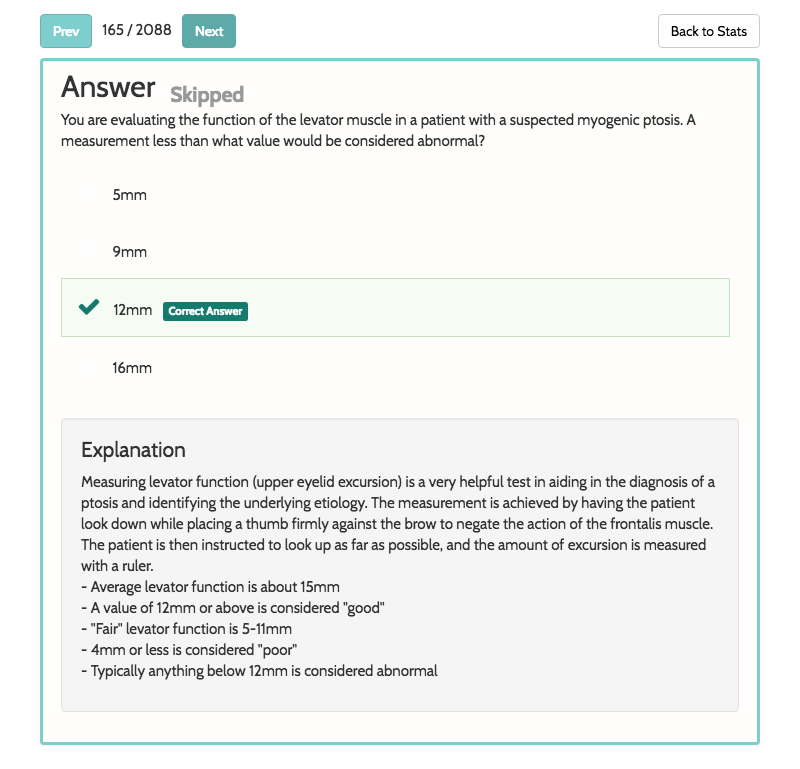 Prev 165 / 2088 Next Back to Stats
Answer Skipped
You are evaluating the function of the levator muscle in a patient with a suspected myogenic ptosis. A
measurement less than what value would be considered abnormal?
5mm
9mm
12mm Correct Answer
16mm
Explanation
Measuring levator function (upper eyelid excursion) is a very helpful test in aiding in the diagnosis of a
ptosis and identifying the underlying etiology. The measurement is achieved by having the patient
look down while placing a thumb firmly against the brow to negate the action of the frontalis muscle.
The patient is then instructed to look up as far as possible, and the amount of excursion is measured
with a ruler.
- Average levator function is about 15mm
- A value of 12mm or above is considered "good"
- "Fair" levator function is 5-11mm
- 4mm or less is considered "poor"
- Typically anything below 12mm is considered abnormal